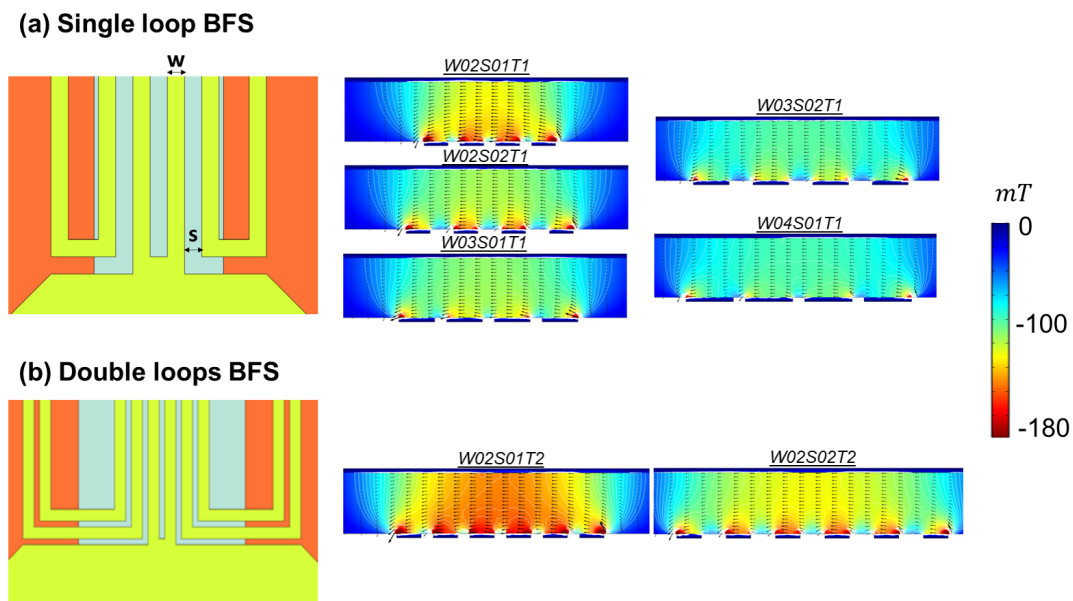 (a) Single loop BFS
W
S
W02S01T1
W02S02T1
W03S01T1
W03S02T1
W04S01T1
mT
0
-100
-180
(b) Double loops BFS
W02S01T2
W02S02T2